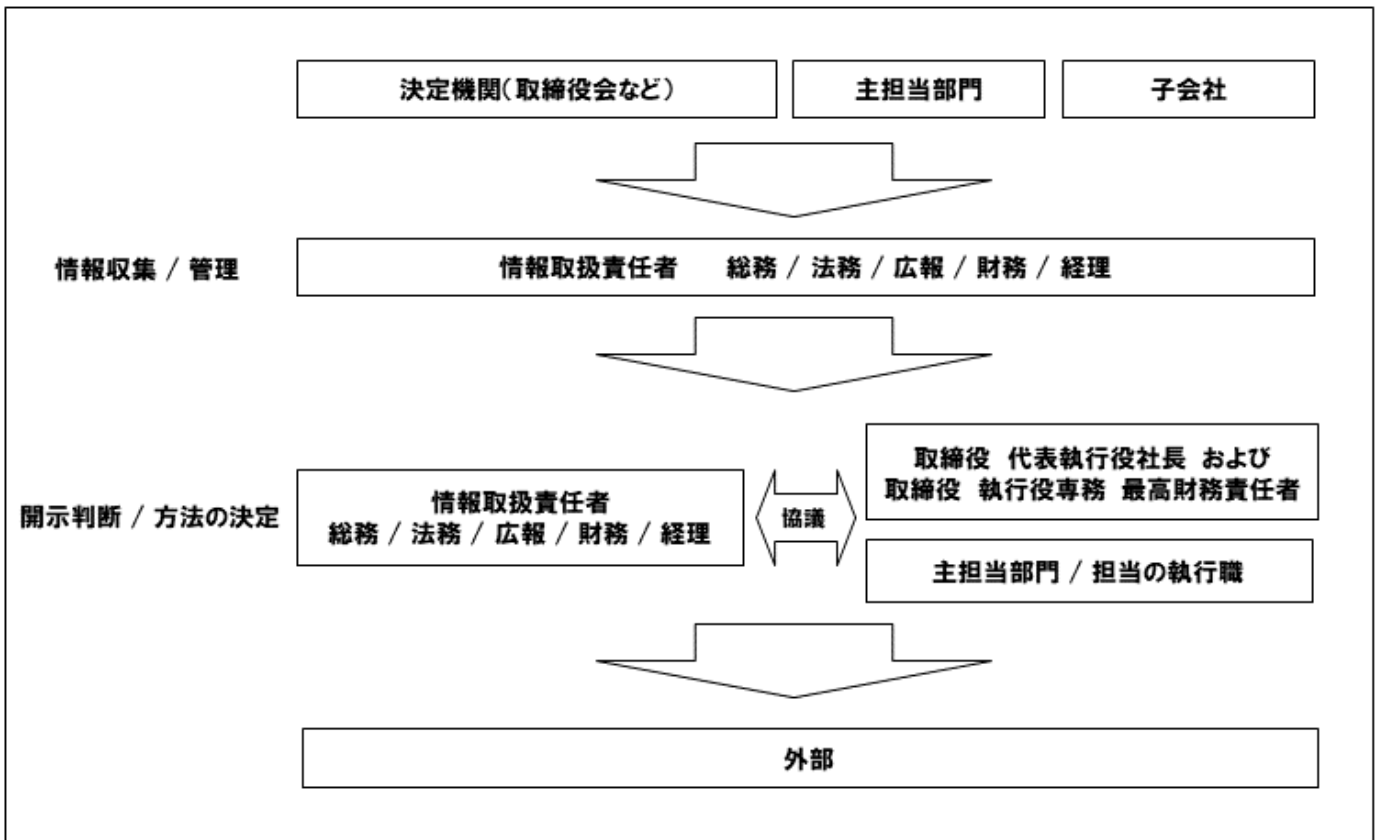 決定機関(取締役会など)
主担当部門
子会社
情報収集 / 管理
情報取扱責任者 総務 / 法務 / 広報 / 財務 / 経理
開示判断 / 方法の決定
情報取扱責任者
総務 / 法務 / 広報 / 財務 / 経理
協議
取締役 代表執行役社長 および
取締役 執行役専務 最高財務責任者
主担当部門 / 担当の執行職
外部